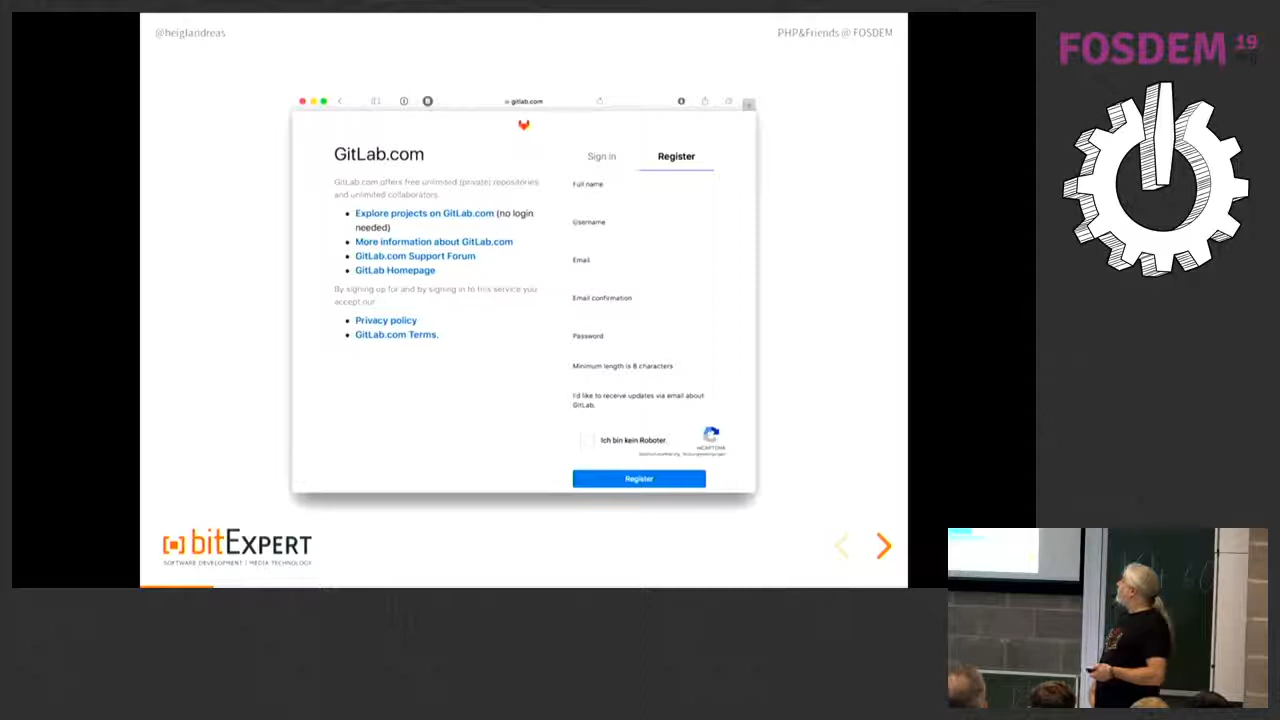 @heiglandreas
PHP&Friends @ FOSDEM
FOSDEM 19
.org
gitlab.com
GitLab.com
Sign in
Register
GitLab.com offers free unlimited (private) repositories
and unlimited collaborators.
Explore projects on GitLab.com (no login
needed)
More information about GitLab.com
GitLab.com Support Forum
GitLab Homepage
By signing up for and by signing in to this service you
accept our
Privacy policy
GitLab.com Terms.
Full name
Username
Email
Email confirmation
Password
Minimum length is 8 characters
I'd like to receive updates via email about
GitLab.
Ich bin kein Roboter.
reCAPTCHA
Datenschutzerklärung Nutzungsbedingungen
Register
bitExpert
SOFTWARE DEVELOPMENT | MEDIA TECHNOLOGY